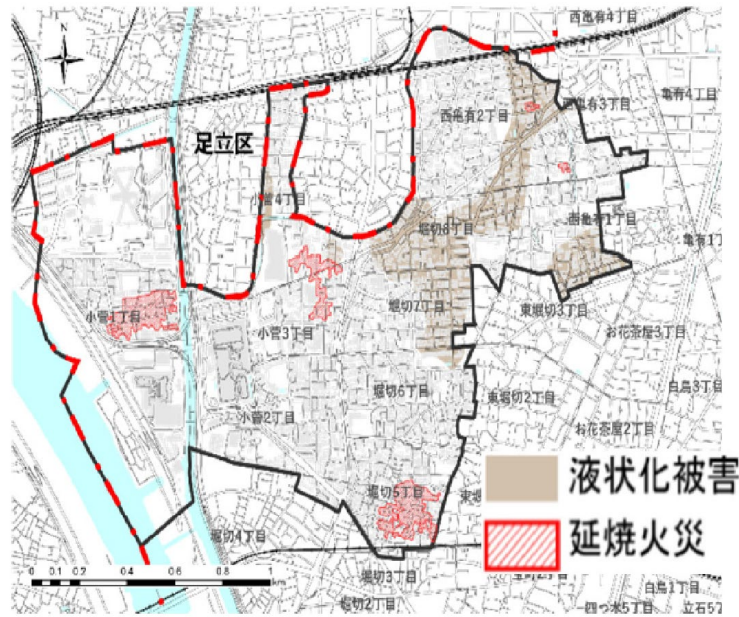 西亀有4丁目
N
亀有4丁目
西亀有3丁目
西亀有2丁目
足立区
小菅4丁目
西亀有1丁目
堀切8丁目
亀有1丁
小菅1丁目
堀切7丁目
東堀切3丁目
小菅3丁目
お花茶屋3丁目
白鳥3丁目
堀切6丁目
東堀切2丁目
小菅2丁目
お花茶屋2丁目
液状化被害
堀切5丁目
東堀
堀切4丁目
延焼火災
0 0.1 0.2 0.4 0.6 0.8 1
堀切3丁目
白鳥1丁目
堀切2丁目
四つ木5丁目
立石5丁